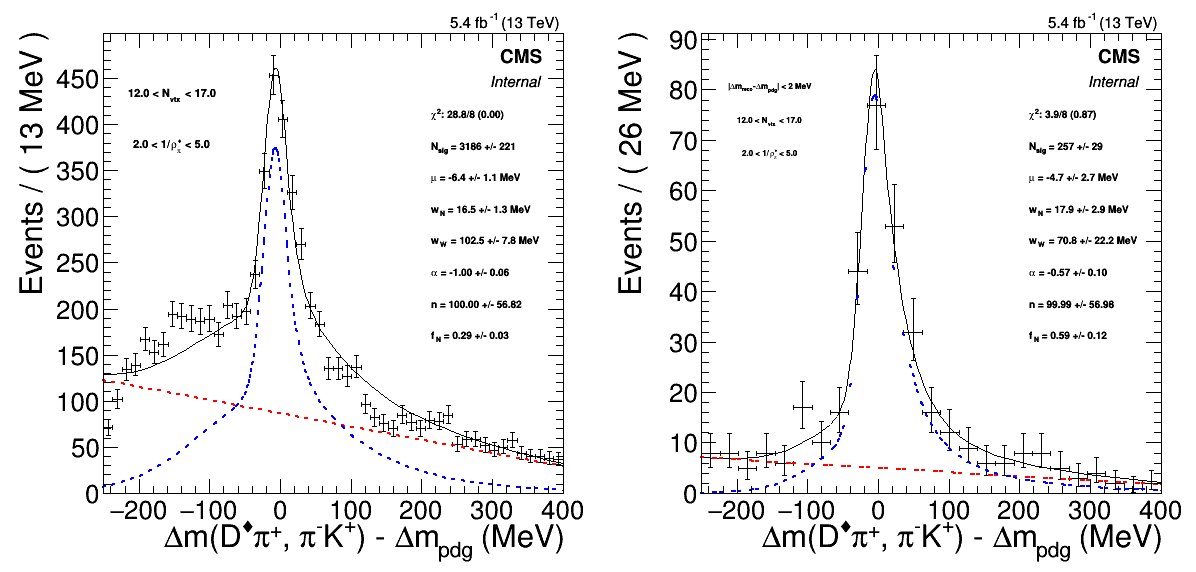 5.4 fb⁻¹ (13 TeV)
CMS
Internal
12.0 < N_vtx < 17.0
2.0 < 1/ρ_π^♦ < 5.0
χ²: 28.8/8 (0.00)
N_sig = 3186 +/- 221
μ = -6.4 +/- 1.1 MeV
w_N = 16.5 +/- 1.3 MeV
w_W = 102.5 +/- 7.8 MeV
α = -1.00 +/- 0.06
n = 100.00 +/- 56.82
f_N = 0.29 +/- 0.03
Events / ( 13 MeV )
450
400
350
300
250
200
150
100
50
0
−200 −100 0 100 200 300 400
Δm(D♦π⁺, π⁻K⁺) - Δm_pdg (MeV)
5.4 fb⁻¹ (13 TeV)
CMS
Internal
|Δm_reco-Δm_pdg| < 2 MeV
12.0 < N_vtx < 17.0
χ²: 3.9/8 (0.87)
N_sig = 257 +/- 29
μ = -4.7 +/- 2.7 MeV
w_N = 17.9 +/- 2.9 MeV
w_W = 70.8 +/- 22.2 MeV
α = -0.57 +/- 0.10
n = 99.99 +/- 56.98
f_N = 0.59 +/- 0.12
Events / ( 26 MeV )
90
80
70
60
50
40
30
20
10
0
−200 −100 0 100 200 300 400
Δm(D♦π⁺, π⁻K⁺) - Δm_pdg (MeV)